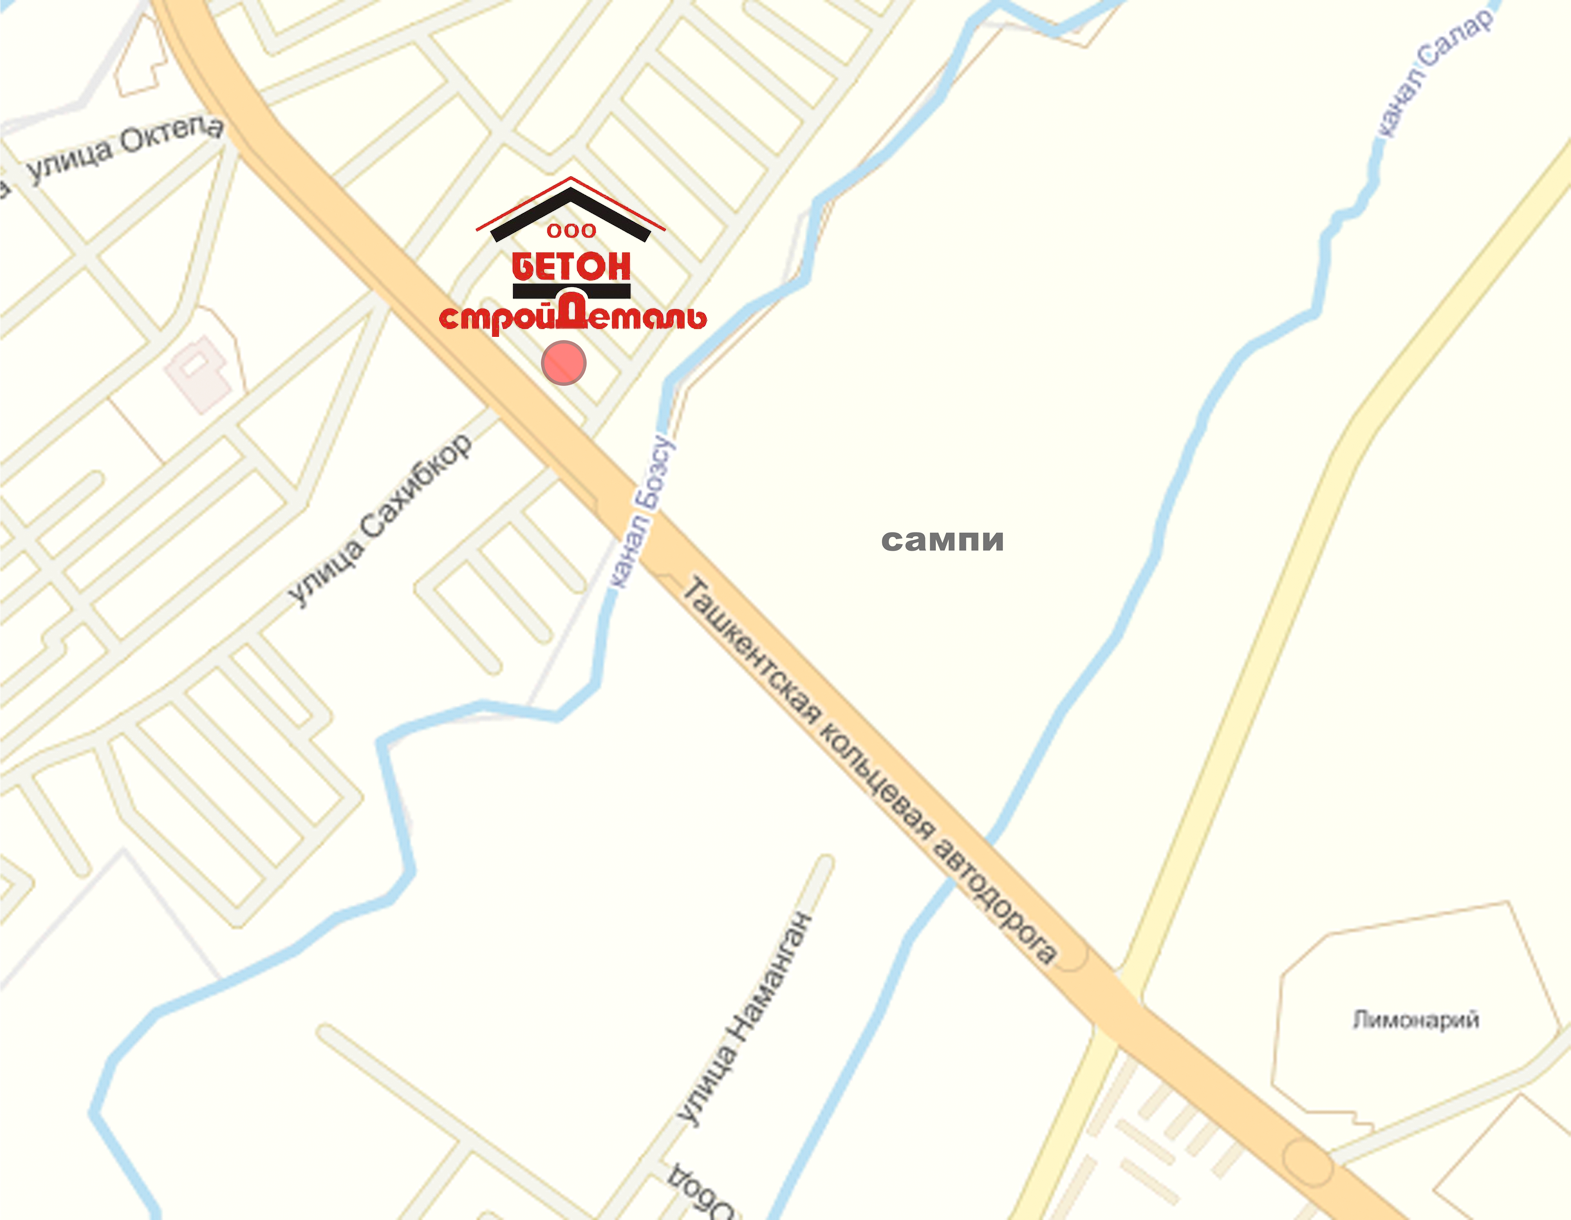 канал Салар
улица Октепа
ООО
БЕТОН
стройДеталь
улица Сахибкор
канал Бозсу
сампи
Ташкентская кольцевая автодорога
улица Наманган
Лимонарий
Обод